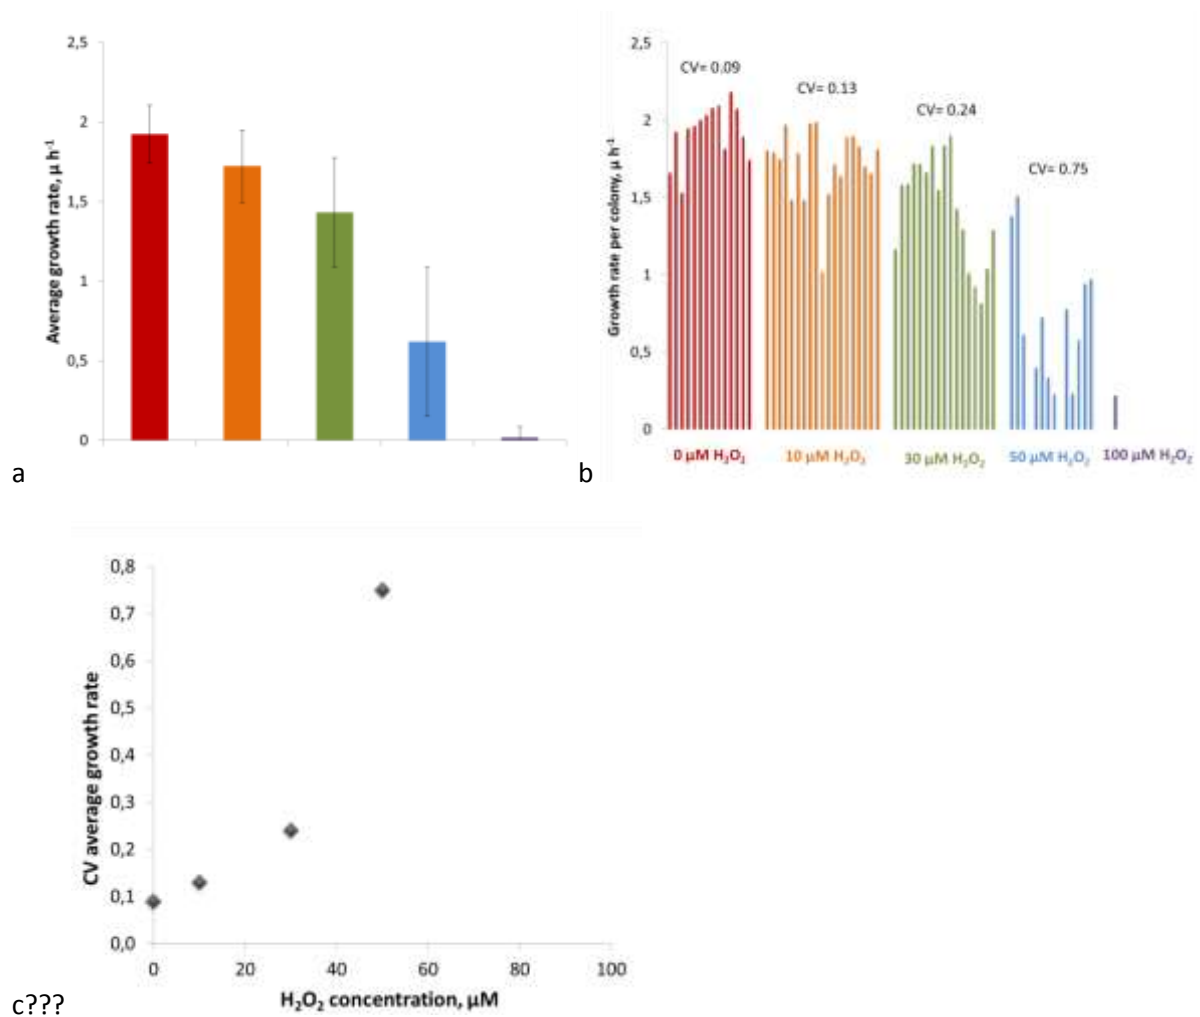 2,5
2
1,5
1
0,5
0
Average growth rate, µ h⁻¹
a
2,5
2
1,5
1
0,5
0
Growth rate per colony, µ h⁻¹
CV= 0.09
CV= 0.13
CV= 0.24
CV= 0.75
0 µM H₂O₂
10 µM H₂O₂
30 µM H₂O₂
50 µM H₂O₂
100 µM H₂O₂
b
0,8
0,7
0,6
0,5
0,4
0,3
0,2
0,1
0,0
CV average growth rate
0 20 40 60 80 100
H₂O₂ concentration, µM
c???